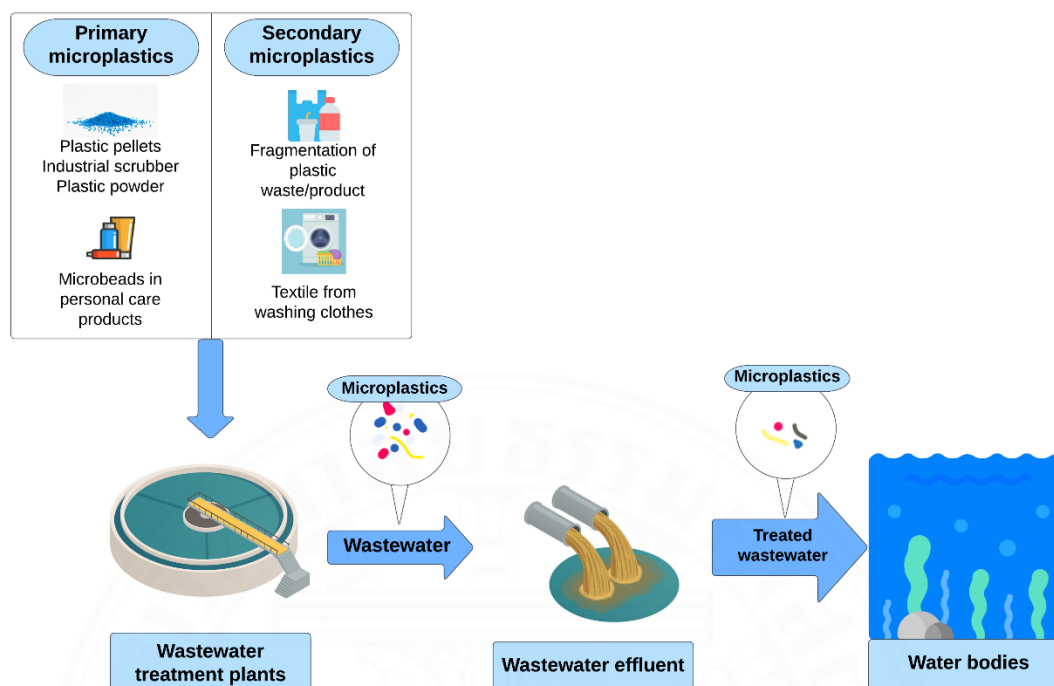 Primary
microplastics
Secondary
microplastics
Plastic pellets
Industrial scrubber
Plastic powder
Fragmentation of
plastic
waste/product
Microbeads in
personal care
products
Textile from
washing clothes
Microplastics
Microplastics
Wastewater
Treated
wastewater
Wastewater
treatment plants
Wastewater effluent
Water bodies